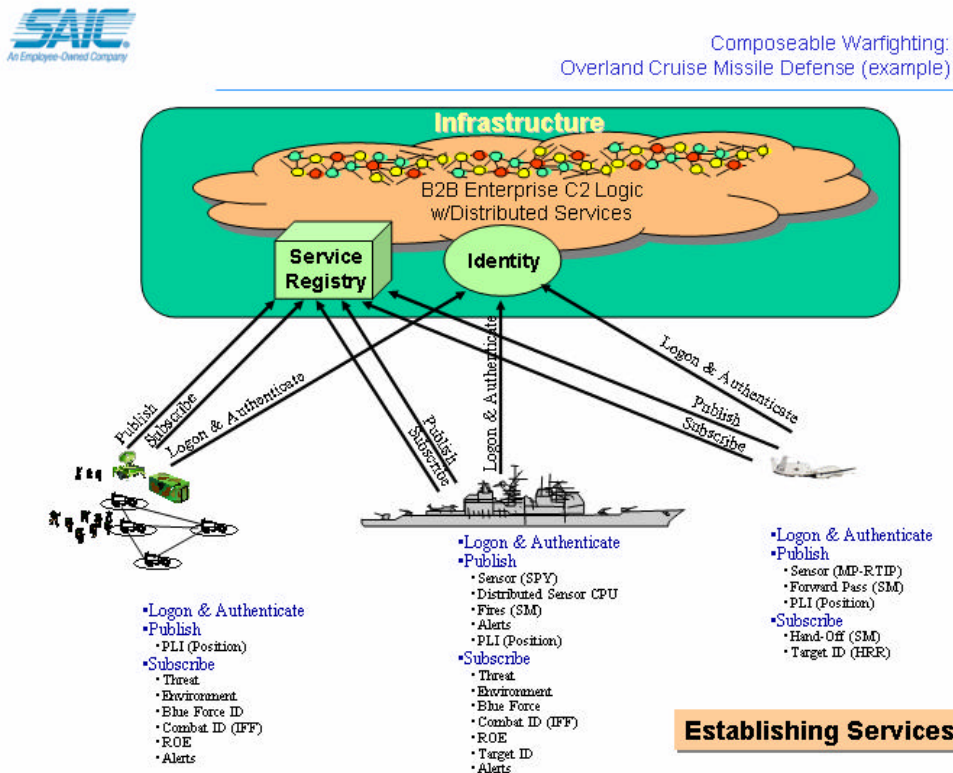 SAIC
An Employee-Owned Company
Composeable Warfighting:
Overland Cruise Missile Defense (example)
Infrastructure
B2B Enterprise C2 Logic
w/Distributed Services
Service
Registry
Identity
Publish
Subscribe
Logon & Authenticate
Publish
Subscribe
Logon & Authenticate
Logon & Authenticate
Publish
Subscribe
▪Logon & Authenticate
▪Publish
• PLI (Position)
▪Subscribe
• Threat
• Environment
• Blue Force ID
• Combat ID (IFF)
• ROE
• Alerts
▪Logon & Authenticate
▪Publish
• Sensor (SPY)
• Distributed Sensor CPU
• Fires (SM)
• Alerts
• PLI (Position)
▪Subscribe
• Threat
• Environment
• Blue Force
• Combat ID (IFF)
• ROE
• Target ID
• Alerts
▪Logon & Authenticate
▪Publish
• Sensor (MP-RTIP)
• Forward Pass (SM)
• PLI (Position)
▪Subscribe
• Hand-Off (SM)
• Target ID (HRR)
Establishing Services